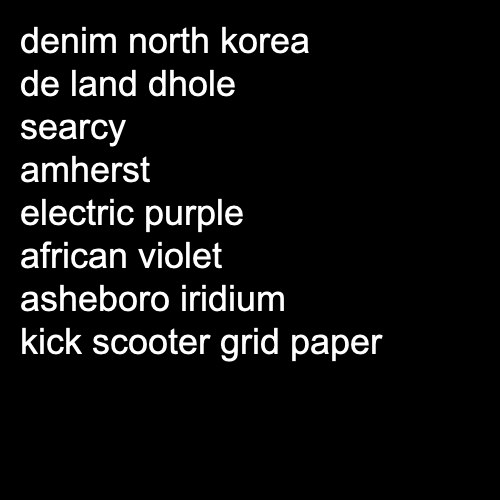 denim north korea
de land dhole
searcy
amherst
electric purple
african violet
asheboro iridium
kick scooter grid paper